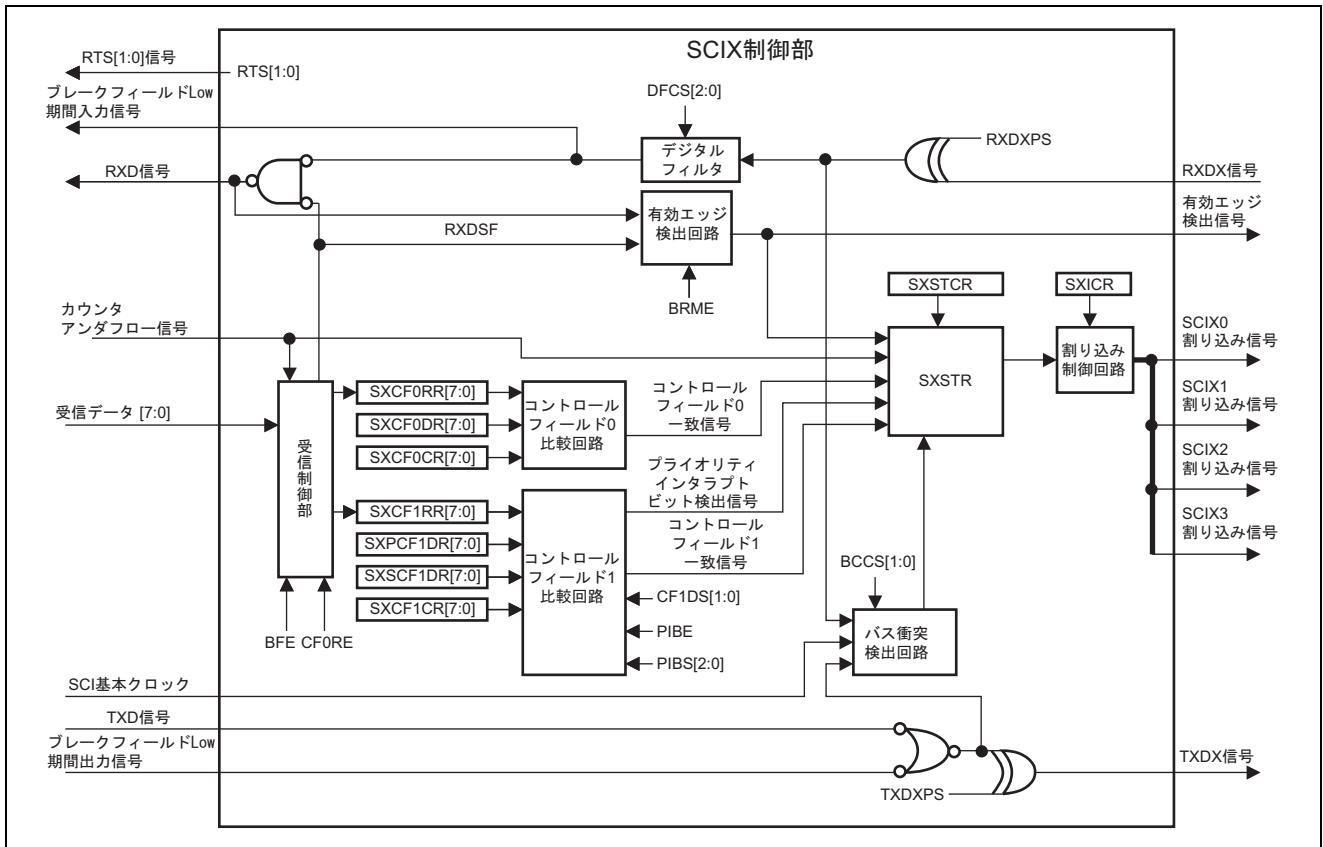 SCIX制御部
RTS[1:0]信号
RTS[1:0]
ブレークフィールドLow
期間入力信号
DFCS[2:0]
デジタル
フィルタ
RXDXPS
RXD信号
RXDX信号
RXDSF
有効エッジ
検出回路
有効エッジ
検出信号
BRME
カウンタ
アンダフロー信号
SXSTCR
SXICR
SXSTR
割り込み
制御回路
SCIX0
割り込み信号
SCIX1
割り込み信号
SCIX2
割り込み信号
SCIX3
割り込み信号
受信データ [7:0]
受信制御部
SXCF0RR[7:0]
SXCF0DR[7:0]
SXCF0CR[7:0]
コントロール
フィールド0
比較回路
コントロール
フィールド0
一致信号
プライオリティ
インタラプト
ビット検出信号
SXCF1RR[7:0]
SXPCF1DR[7:0]
SXSCF1DR[7:0]
SXCF1CR[7:0]
コントロール
フィールド1
比較回路
コントロール
フィールド1
一致信号
CF1DS[1:0]
PIBE
PIBS[2:0]
BFE CF0RE
BCCS[1:0]
バス衝突
検出回路
SCI基本クロック
TXD信号
ブレークフィールドLow
期間出力信号
TXDXPS
TXDX信号